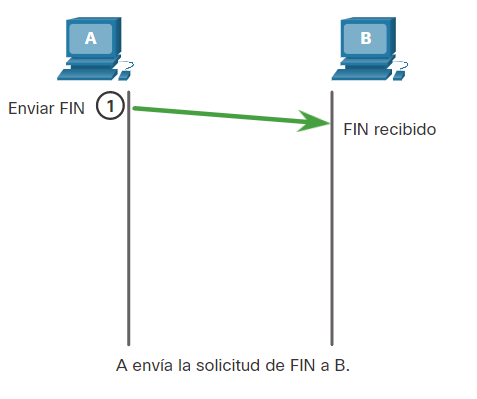 A
B
Enviar FIN 1
FIN recibido
A envía la solicitud de FIN a B.